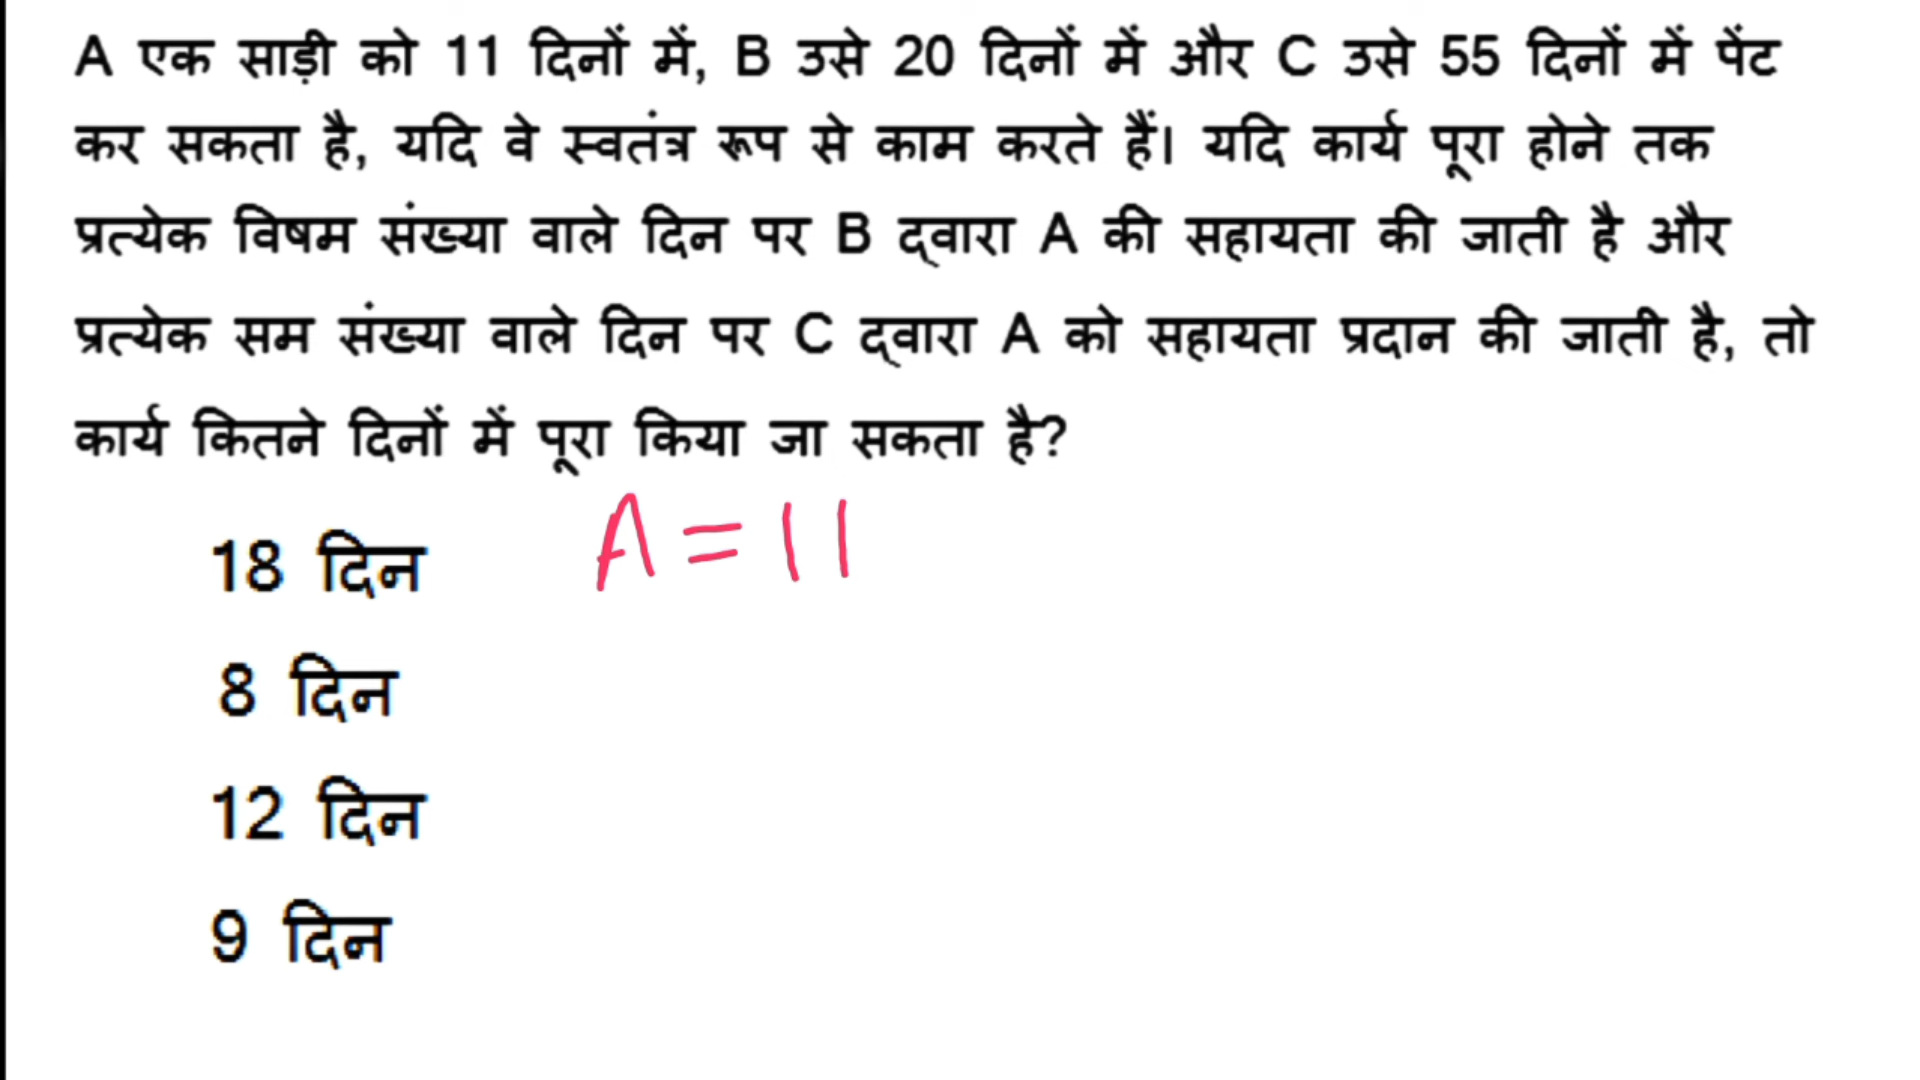 A एक साड़ी को 11 दिनों में, B उसे 20 दिनों में और C उसे 55 दिनों में पेंट
कर सकता है, यदि वे स्वतंत्र रूप से काम करते हैं। यदि कार्य पूरा होने तक
प्रत्येक विषम संख्या वाले दिन पर B द्वारा A की सहायता की जाती है और
प्रत्येक सम संख्या वाले दिन पर C द्वारा A को सहायता प्रदान की जाती है, तो
कार्य कितने दिनों में पूरा किया जा सकता है?
A = 11
18 दिन
8 दिन
12 दिन
9 दिन